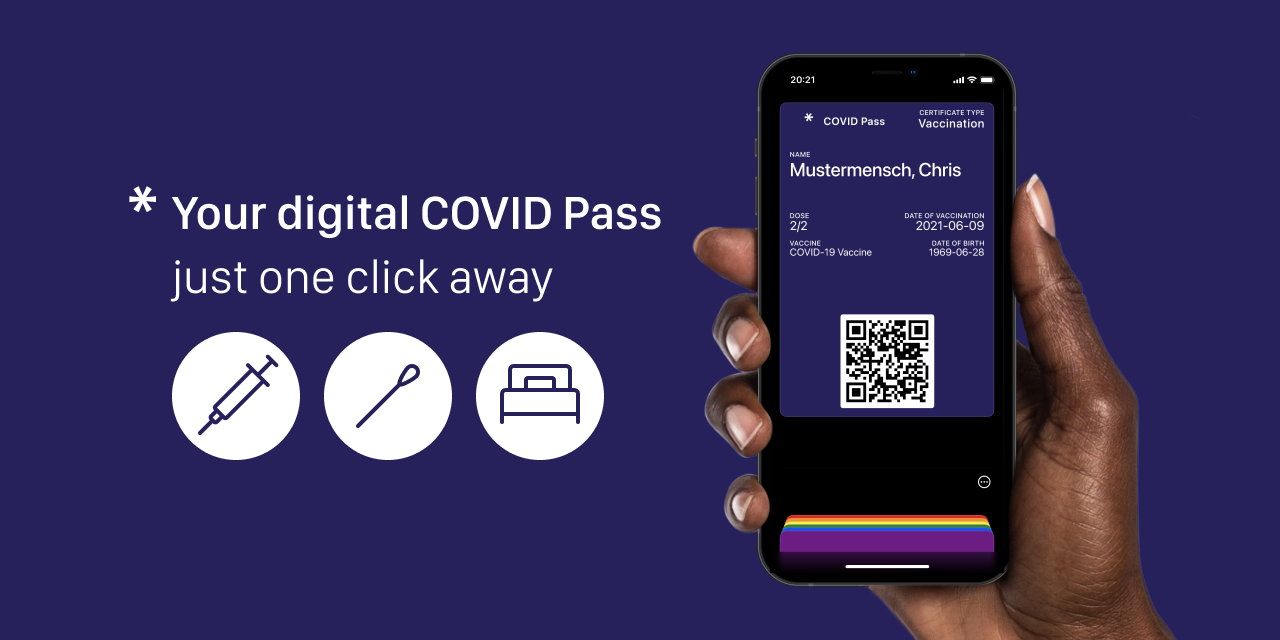 * Your digital COVID Pass
just one click away
20:21
* COVID Pass
CERTIFICATE TYPE
Vaccination
NAME
Mustermensch, Chris
DOSE
2/2
DATE OF VACCINATION
2021-06-09
VACCINE
COVID-19 Vaccine
DATE OF BIRTH
1969-06-28